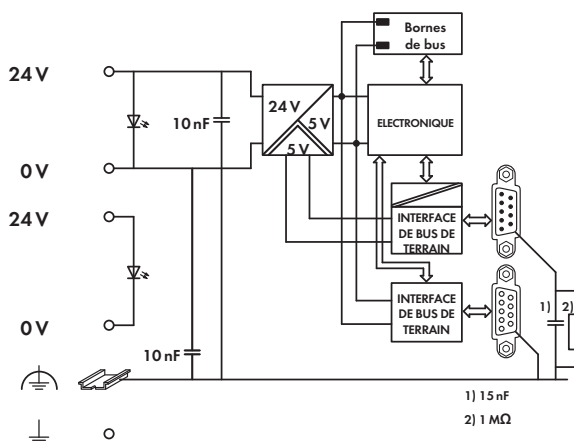 24 V
0 V
24 V
0 V
10 nF
10 nF
24 V
5 V
5 V
Bornes
de bus
ELECTRONIQUE
INTERFACE
DE BUS DE
TERRAIN
INTERFACE
DE BUS DE
TERRAIN
1)
2)
1) 15 nF
2) 1 MΩ